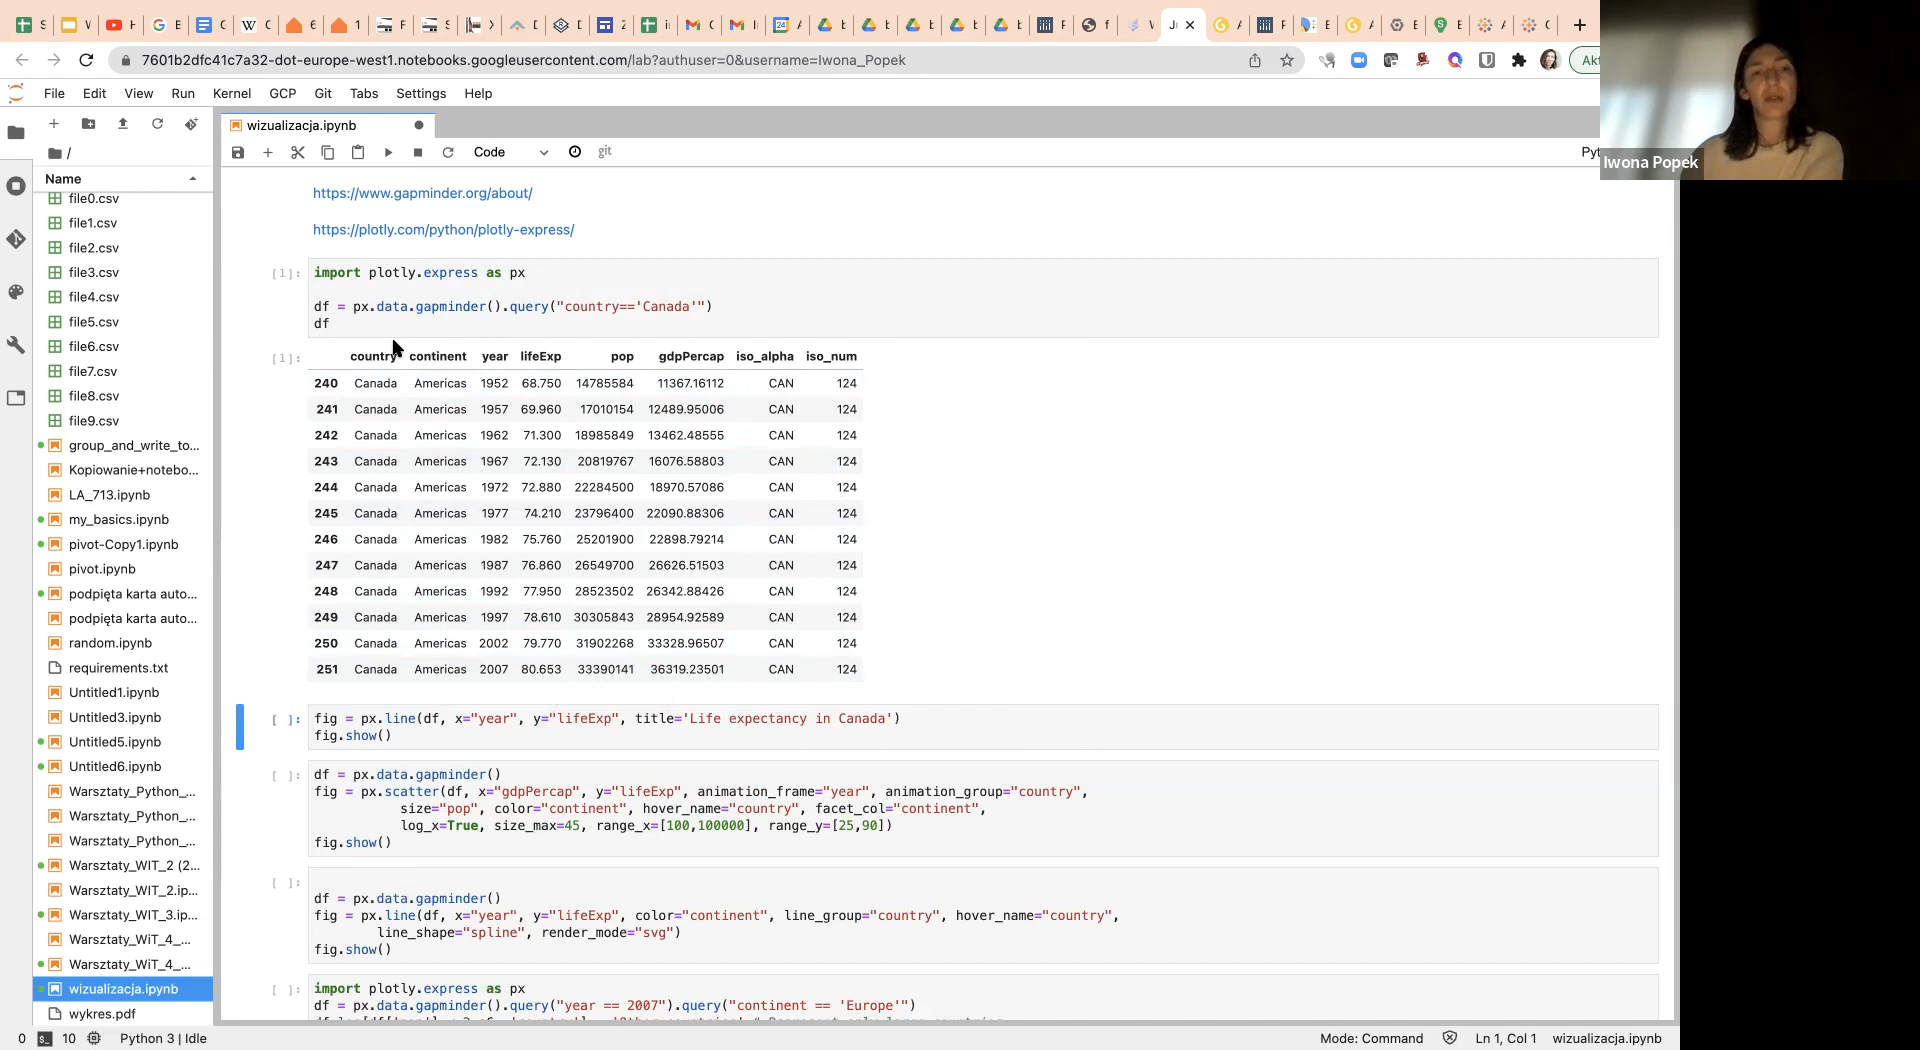 7601b2dfc41c7a32-dot-europe-west1.notebooks.googleusercontent.com/lab?authuser=0&username=Iwona_Popek
File Edit View Run Kernel GCP Git Tabs Settings Help
wizualizacja.ipynb
Code
git
Iwona Popek
/
Name
file0.csv
file1.csv
file2.csv
file3.csv
file4.csv
file5.csv
file6.csv
file7.csv
file8.csv
file9.csv
group_and_write_to...
Kopiowanie+notebo...
LA_713.ipynb
my_basics.ipynb
pivot-Copy1.ipynb
pivot.ipynb
podpięta karta auto...
podpięta karta auto...
random.ipynb
requirements.txt
Untitled1.ipynb
Untitled3.ipynb
Untitled5.ipynb
Untitled6.ipynb
Warsztaty_Python_...
Warsztaty_Python_...
Warsztaty_Python_...
Warsztaty_WIT_2 (2...
Warsztaty_WIT_2.ip...
Warsztaty_WIT_3.ip...
Warsztaty_WiT_4_...
Warsztaty_WiT_4_...
wizualizacja.ipynb
wykres.pdf
https://www.gapminder.org/about/
https://plotly.com/python/plotly-express/
[1]: import plotly.express as px
df = px.data.gapminder().query("country=='Canada'")
df
[1]: country continent year lifeExp pop gdpPercap iso_alpha iso_num
240 Canada Americas 1952 68.750 14785584 11367.16112 CAN 124
241 Canada Americas 1957 69.960 17010154 12489.95006 CAN 124
242 Canada Americas 1962 71.300 18985849 13462.48555 CAN 124
243 Canada Americas 1967 72.130 20819767 16076.58803 CAN 124
244 Canada Americas 1972 72.880 22284500 18970.57086 CAN 124
245 Canada Americas 1977 74.210 23796400 22090.88306 CAN 124
246 Canada Americas 1982 75.760 25201900 22898.79214 CAN 124
247 Canada Americas 1987 76.860 26549700 26626.51503 CAN 124
248 Canada Americas 1992 77.950 28523502 26342.88426 CAN 124
249 Canada Americas 1997 78.610 30305843 28954.92589 CAN 124
250 Canada Americas 2002 79.770 31902268 33328.96507 CAN 124
251 Canada Americas 2007 80.653 33390141 36319.23501 CAN 124
[ ]: fig = px.line(df, x="year", y="lifeExp", title='Life expectancy in Canada')
fig.show()
[ ]: df = px.data.gapminder()
fig = px.scatter(df, x="gdpPercap", y="lifeExp", animation_frame="year", animation_group="country",
size="pop", color="continent", hover_name="country", facet_col="continent",
log_x=True, size_max=45, range_x=[100,100000], range_y=[25,90])
fig.show()
[ ]:
df = px.data.gapminder()
fig = px.line(df, x="year", y="lifeExp", color="continent", line_group="country", hover_name="country",
line_shape="spline", render_mode="svg")
fig.show()
[ ]: import plotly.express as px
df = px.data.gapminder().query("year == 2007").query("continent == 'Europe'")
0 10 Python 3 | Idle Mode: Command Ln 1, Col 1 wizualizacja.ipynb